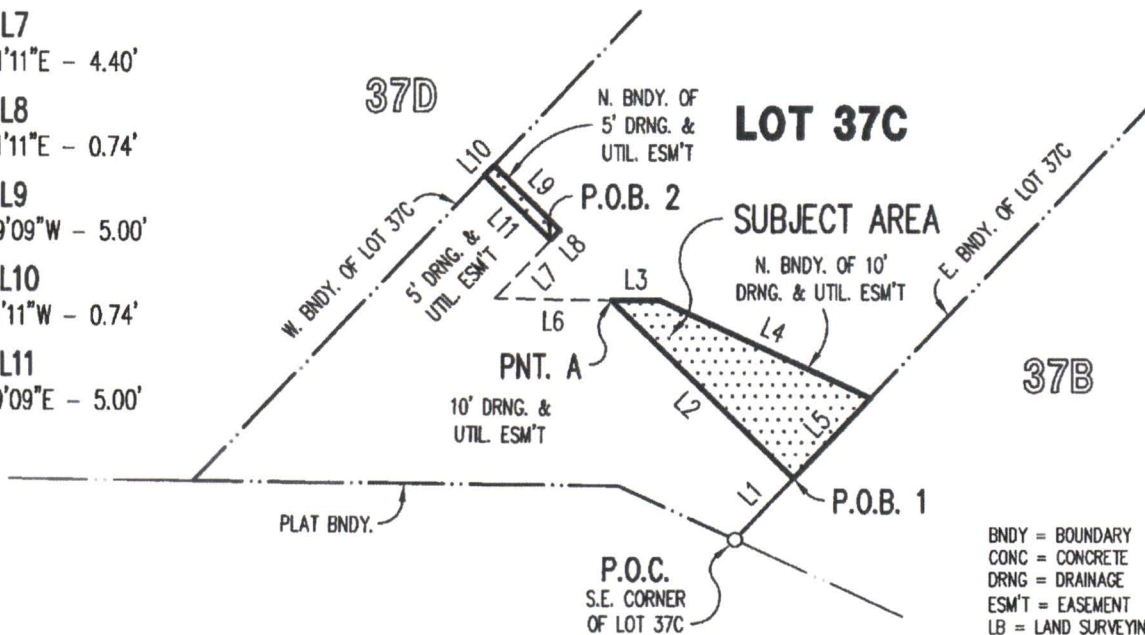 L7
1'11"E – 4.40'
L8
1'11"E – 0.74'
L9
9'09"W – 5.00'
L10
1'11"W – 0.74'
L11
9'09"E – 5.00'
37D
N. BNDY. OF
5' DRNG. &
UTIL. ESM'T
LOT 37C
L10
L9
P.O.B. 2
L11
L8
L7
W. BNDY. OF LOT 37C
5' DRNG. &
UTIL. ESM'T
SUBJECT AREA
N. BNDY. OF 10'
DRNG. & UTIL. ESM'T
E. BNDY. OF LOT 37C
L3
L6
L4
PNT. A
37B
10' DRNG. &
UTIL. ESM'T
L2
L5
L1
P.O.B. 1
PLAT BNDY.
P.O.C.
S.E. CORNER
OF LOT 37C
BNDY = BOUNDARY
CONC = CONCRETE
DRNG = DRAINAGE
ESM'T = EASEMENT
LB = LAND SURVEYIN